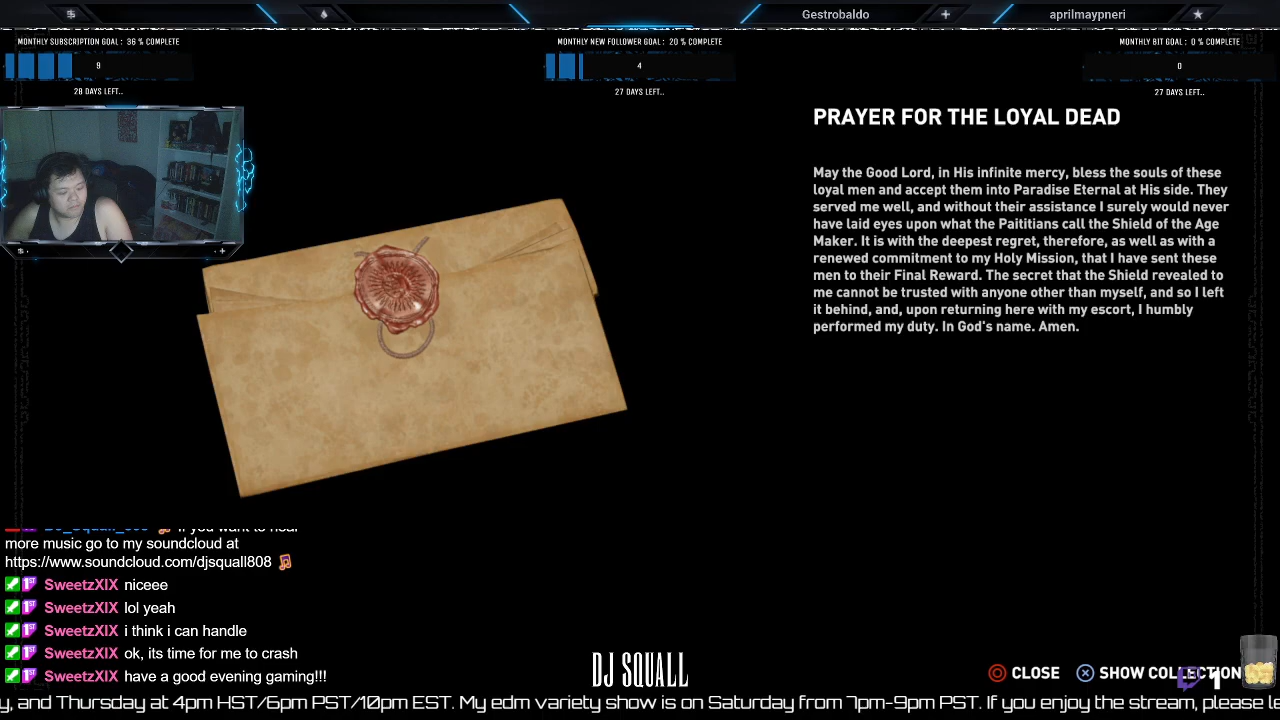 Gestrobaldo
aprilmaypneri
MONTHLY SUBSCRIPTION GOAL : 36 % COMPLETE
9
28 DAYS LEFT..
MONTHLY NEW FOLLOWER GOAL : 20 % COMPLETE
4
27 DAYS LEFT..
MONTHLY BIT GOAL : 0 % COMPLETE
0
27 DAYS LEFT..
PRAYER FOR THE LOYAL DEAD
May the Good Lord, in His infinite mercy, bless the souls of these
loyal men and accept them into Paradise Eternal at His side. They
served me well, and without their assistance I surely would never
have laid eyes upon what the Paititians call the Shield of the Age
Maker. It is with the deepest regret, therefore, as well as with a
renewed commitment to my Holy Mission, that I have sent these
men to their Final Reward. The secret that the Shield revealed to
me cannot be trusted with anyone other than myself, and so I left
it behind, and, upon returning here with my escort, I humbly
performed my duty. In God's name. Amen.
more music go to my soundcloud at
https://www.soundcloud.com/djsquall808
SweetzXIX niceee
SweetzXIX lol yeah
SweetzXIX i think i can handle
SweetzXIX ok, its time for me to crash
SweetzXIX have a good evening gaming!!!
DJ SQUALL
CLOSE
SHOW COLLECTION
1
y, and Thursday at 4pm HST/6pm PST/10pm EST. My edm variety show is on Saturday from 7pm-9pm PST. If you enjoy the stream, please le